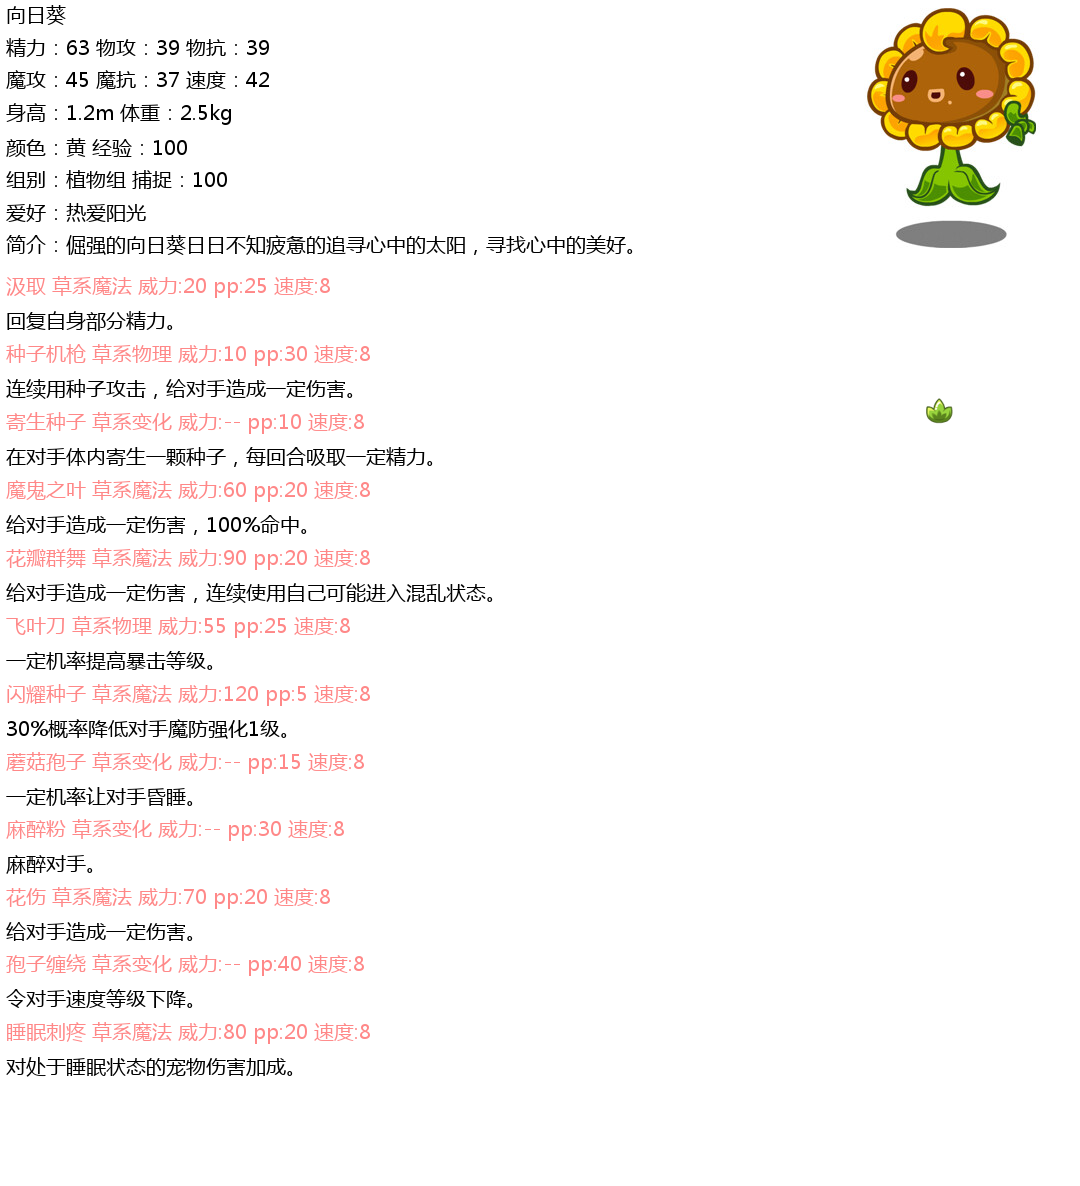 向日葵
精力：63 物攻：39 物抗：39
魔攻：45 魔抗：37 速度：42
身高：1.2m 体重：2.5kg
颜色：黄 经验：100
组别：植物组 捕捉：100
爱好：热爱阳光
简介：倔强的向日葵日日不知疲惫的追寻心中的太阳，寻找心中的美好。
汲取 草系魔法 威力:20 pp:25 速度:8
回复自身部分精力。
种子机枪 草系物理 威力:10 pp:30 速度:8
连续用种子攻击，给对手造成一定伤害。
寄生种子 草系变化 威力:-- pp:10 速度:8
在对手体内寄生一颗种子，每回合吸取一定精力。
魔鬼之叶 草系魔法 威力:60 pp:20 速度:8
给对手造成一定伤害，100%命中。
花瓣群舞 草系魔法 威力:90 pp:20 速度:8
给对手造成一定伤害，连续使用自己可能进入混乱状态。
飞叶刀 草系物理 威力:55 pp:25 速度:8
一定机率提高暴击等级。
闪耀种子 草系魔法 威力:120 pp:5 速度:8
30%概率降低对手魔防强化1级。
蘑菇孢子 草系变化 威力:-- pp:15 速度:8
一定机率让对手昏睡。
麻醉粉 草系变化 威力:-- pp:30 速度:8
麻醉对手。
花伤 草系魔法 威力:70 pp:20 速度:8
给对手造成一定伤害。
孢子缠绕 草系变化 威力:-- pp:40 速度:8
令对手速度等级下降。
睡眠刺疼 草系魔法 威力:80 pp:20 速度:8
对处于睡眠状态的宠物伤害加成。